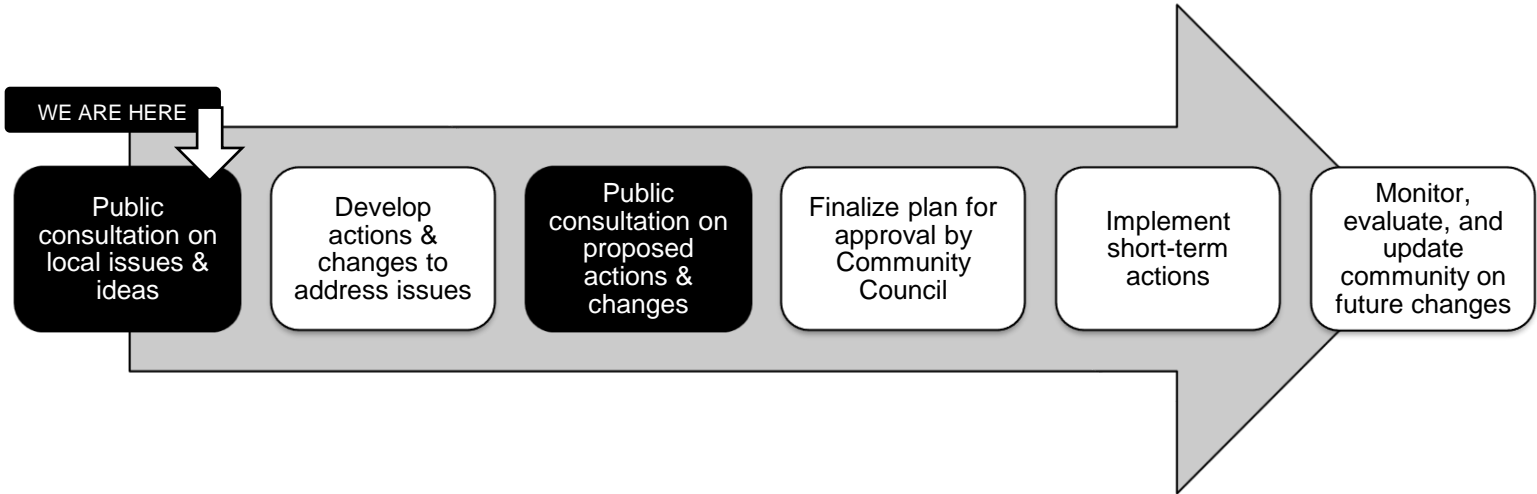 WE ARE HERE
Public
consultation on
local issues &
ideas
Develop
actions &
changes to
address issues
Public
consultation on
proposed
actions &
changes
Finalize plan for
approval by
Community
Council
Implement
short-term
actions
Monitor,
evaluate, and
update
community on
future changes